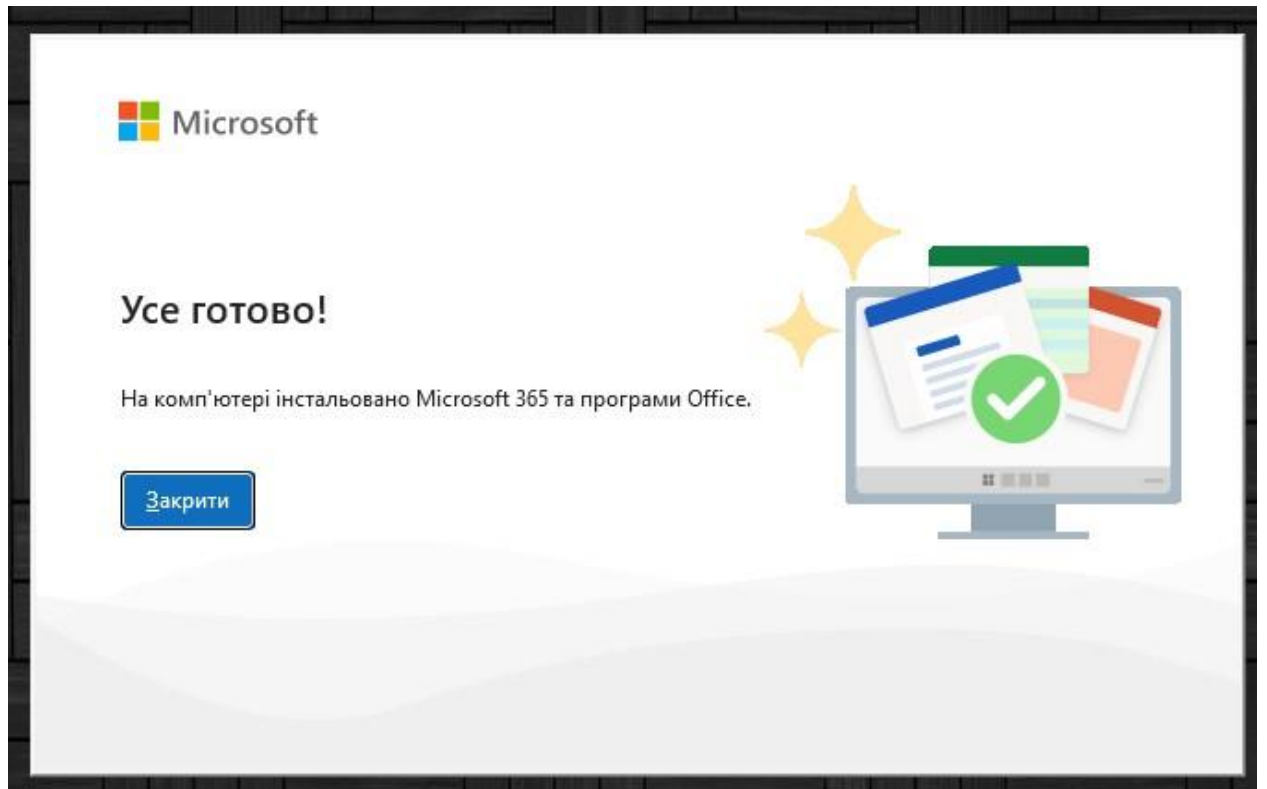 Microsoft
Усе готово!
На комп'ютері інстальовано Microsoft 365 та програми Office.
Закрити